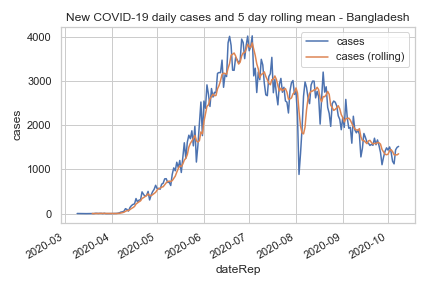 New COVID-19 daily cases and 5 day rolling mean - Bangladesh
cases
cases (rolling)
4000
3000
2000
1000
0
cases
2020-03
2020-04
2020-05
2020-06
2020-07
2020-08
2020-09
2020-10
dateRep